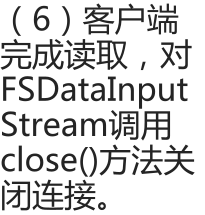 （6）客户端
完成读取，对
FSDataInput
Stream调用
close()方法关
闭连接。